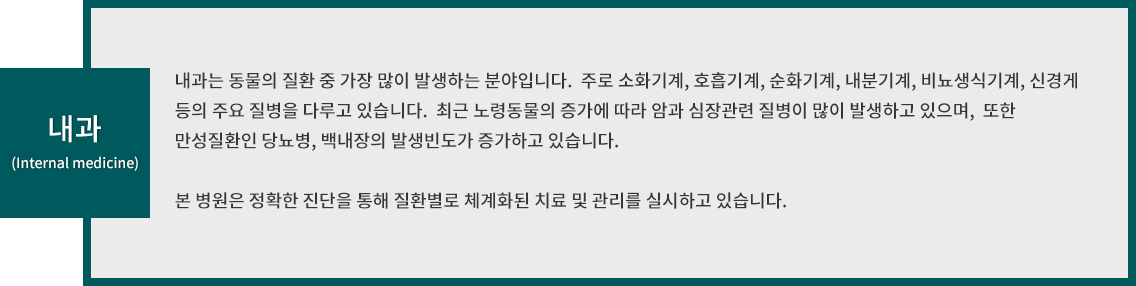 내과
(Internal medicine)
내과는 동물의 질환 중 가장 많이 발생하는 분야입니다. 주로 소화기계, 호흡기계, 순화기계, 내분기계, 비뇨생식기계, 신경게
등의 주요 질병을 다루고 있습니다. 최근 노령동물의 증가에 따라 암과 심장관련 질병이 많이 발생하고 있으며, 또한
만성질환인 당뇨병, 백내장의 발생빈도가 증가하고 있습니다.
본 병원은 정확한 진단을 통해 질환별로 체계화된 치료 및 관리를 실시하고 있습니다.